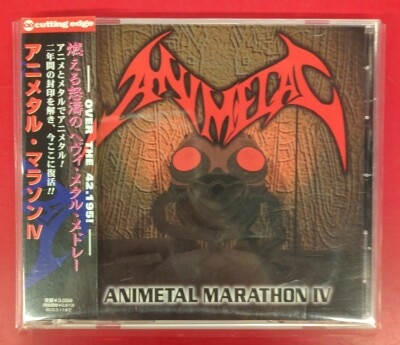 cutting edge
OVER THE 42.195!
燃える怒濤のヘヴィ・メタル・メドレー
アニメとメタルでアニメタル！
二年間の封印を解き、今ここに復活!!
アニメタル・マラソン IV
ANIMETAL
ANIMETAL MARATHON IV